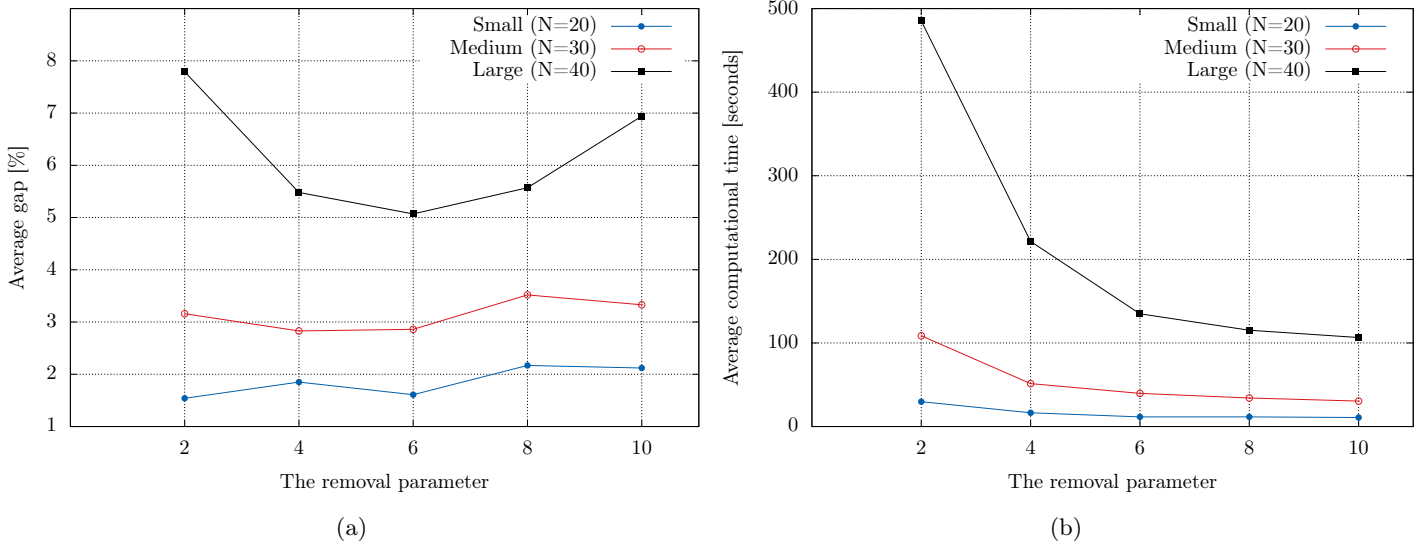 Small (N=20)
Medium (N=30)
Large (N=40)
Average gap [%]
8
7
6
5
4
3
2
1
2 4 6 8 10
The removal parameter
(a)
Small (N=20)
Medium (N=30)
Large (N=40)
Average computational time [seconds]
500
400
300
200
100
0
2 4 6 8 10
The removal parameter
(b)